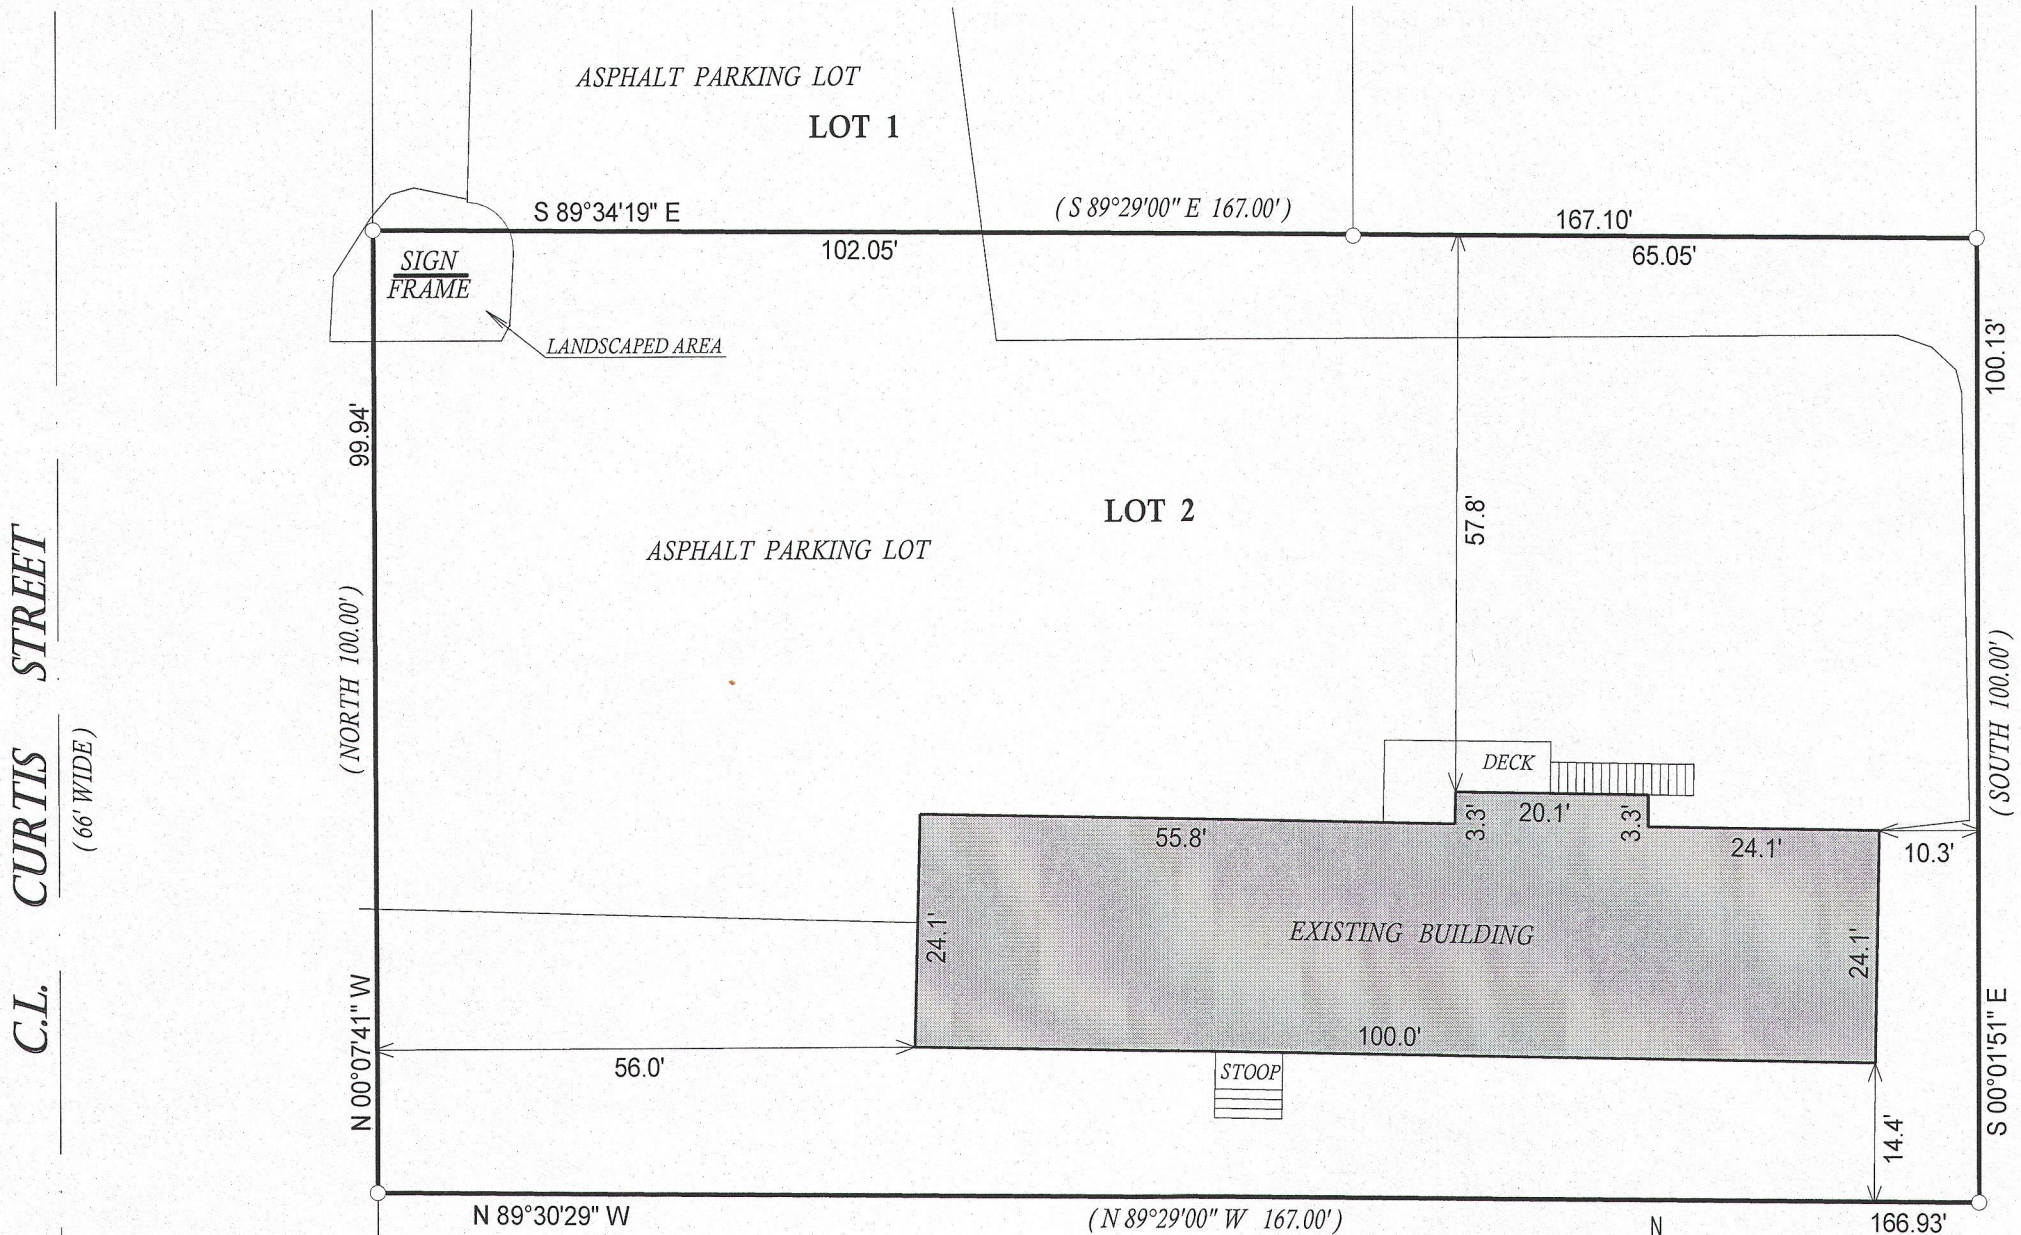 ASPHALT PARKING LOT
LOT 1
S 89°34'19" E
( S 89°29'00" E 167.00' )
167.10'
102.05'
65.05'
SIGN
FRAME
LANDSCAPED AREA
99.94'
100.13'
57.8'
LOT 2
ASPHALT PARKING LOT
C.L. CURTIS STREET
( 66' WIDE )
(NORTH 100.00' )
(SOUTH 100.00' )
DECK
3.3'
20.1'
3.3'
55.8'
24.1'
10.3'
24.1'
EXISTING BUILDING
24.1'
100.0'
N 00°07'41" W
S 00°01'51" E
56.0'
STOOP
14.4'
N 89°30'29" W
( N 89°29'00" W 167.00' )
N
166.93'